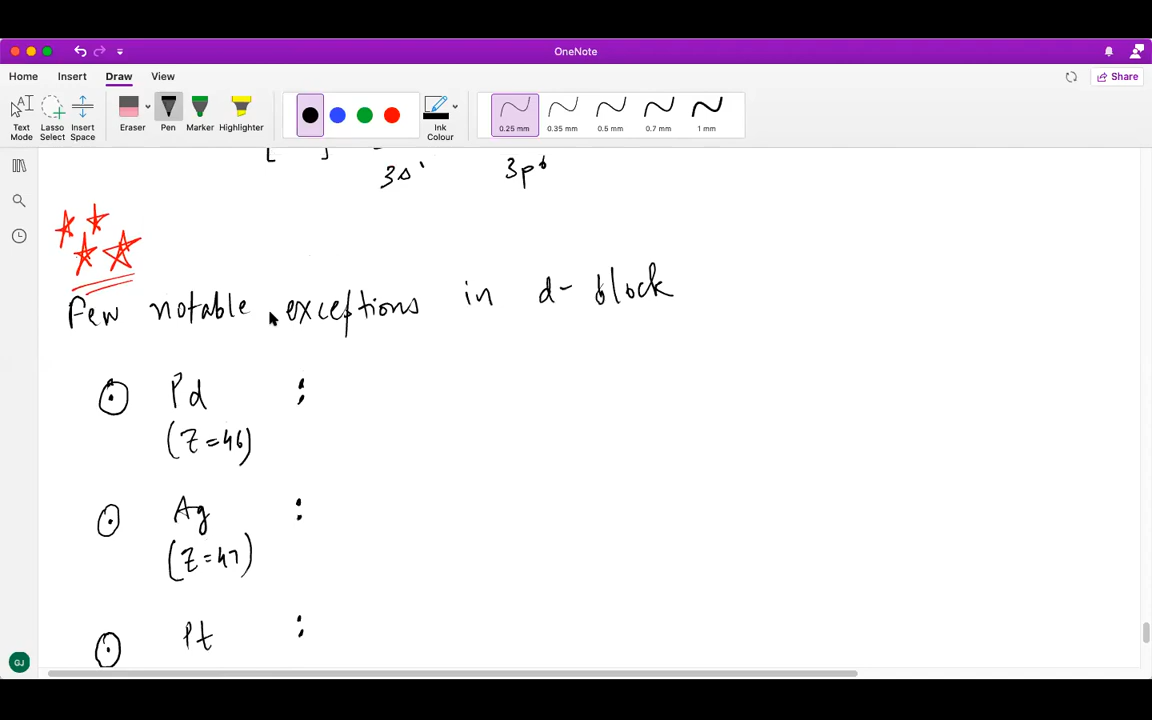 OneNote
Home Insert Draw View
Share
Text Mode
Lasso Select
Insert Space
Eraser
Pen
Marker
Highlighter
Ink Colour
0.25 mm
0.35 mm
0.5 mm
0.7 mm
1 mm
[ ]
3s¹ 3p⁶
Few notable exceptions in d-block
Pd :
(Z=46)
Ag :
(Z=47)
Pt :
GJ